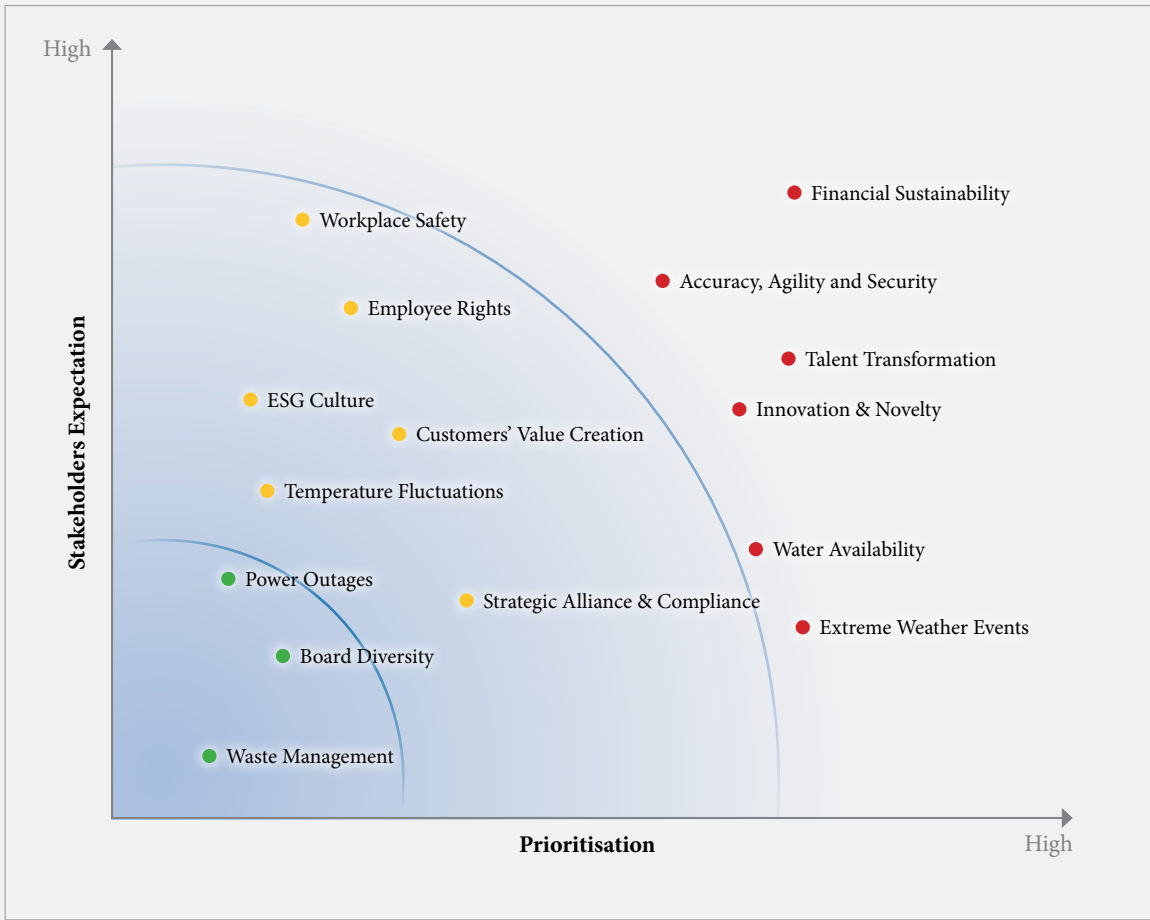 High
Financial Sustainability
Workplace Safety
Accuracy, Agility and Security
Employee Rights
Talent Transformation
ESG Culture
Innovation & Novelty
Customers’ Value Creation
Stakeholders Expectation
Temperature Fluctuations
Water Availability
Power Outages
Strategic Alliance & Compliance
Extreme Weather Events
Board Diversity
Waste Management
Prioritisation
High